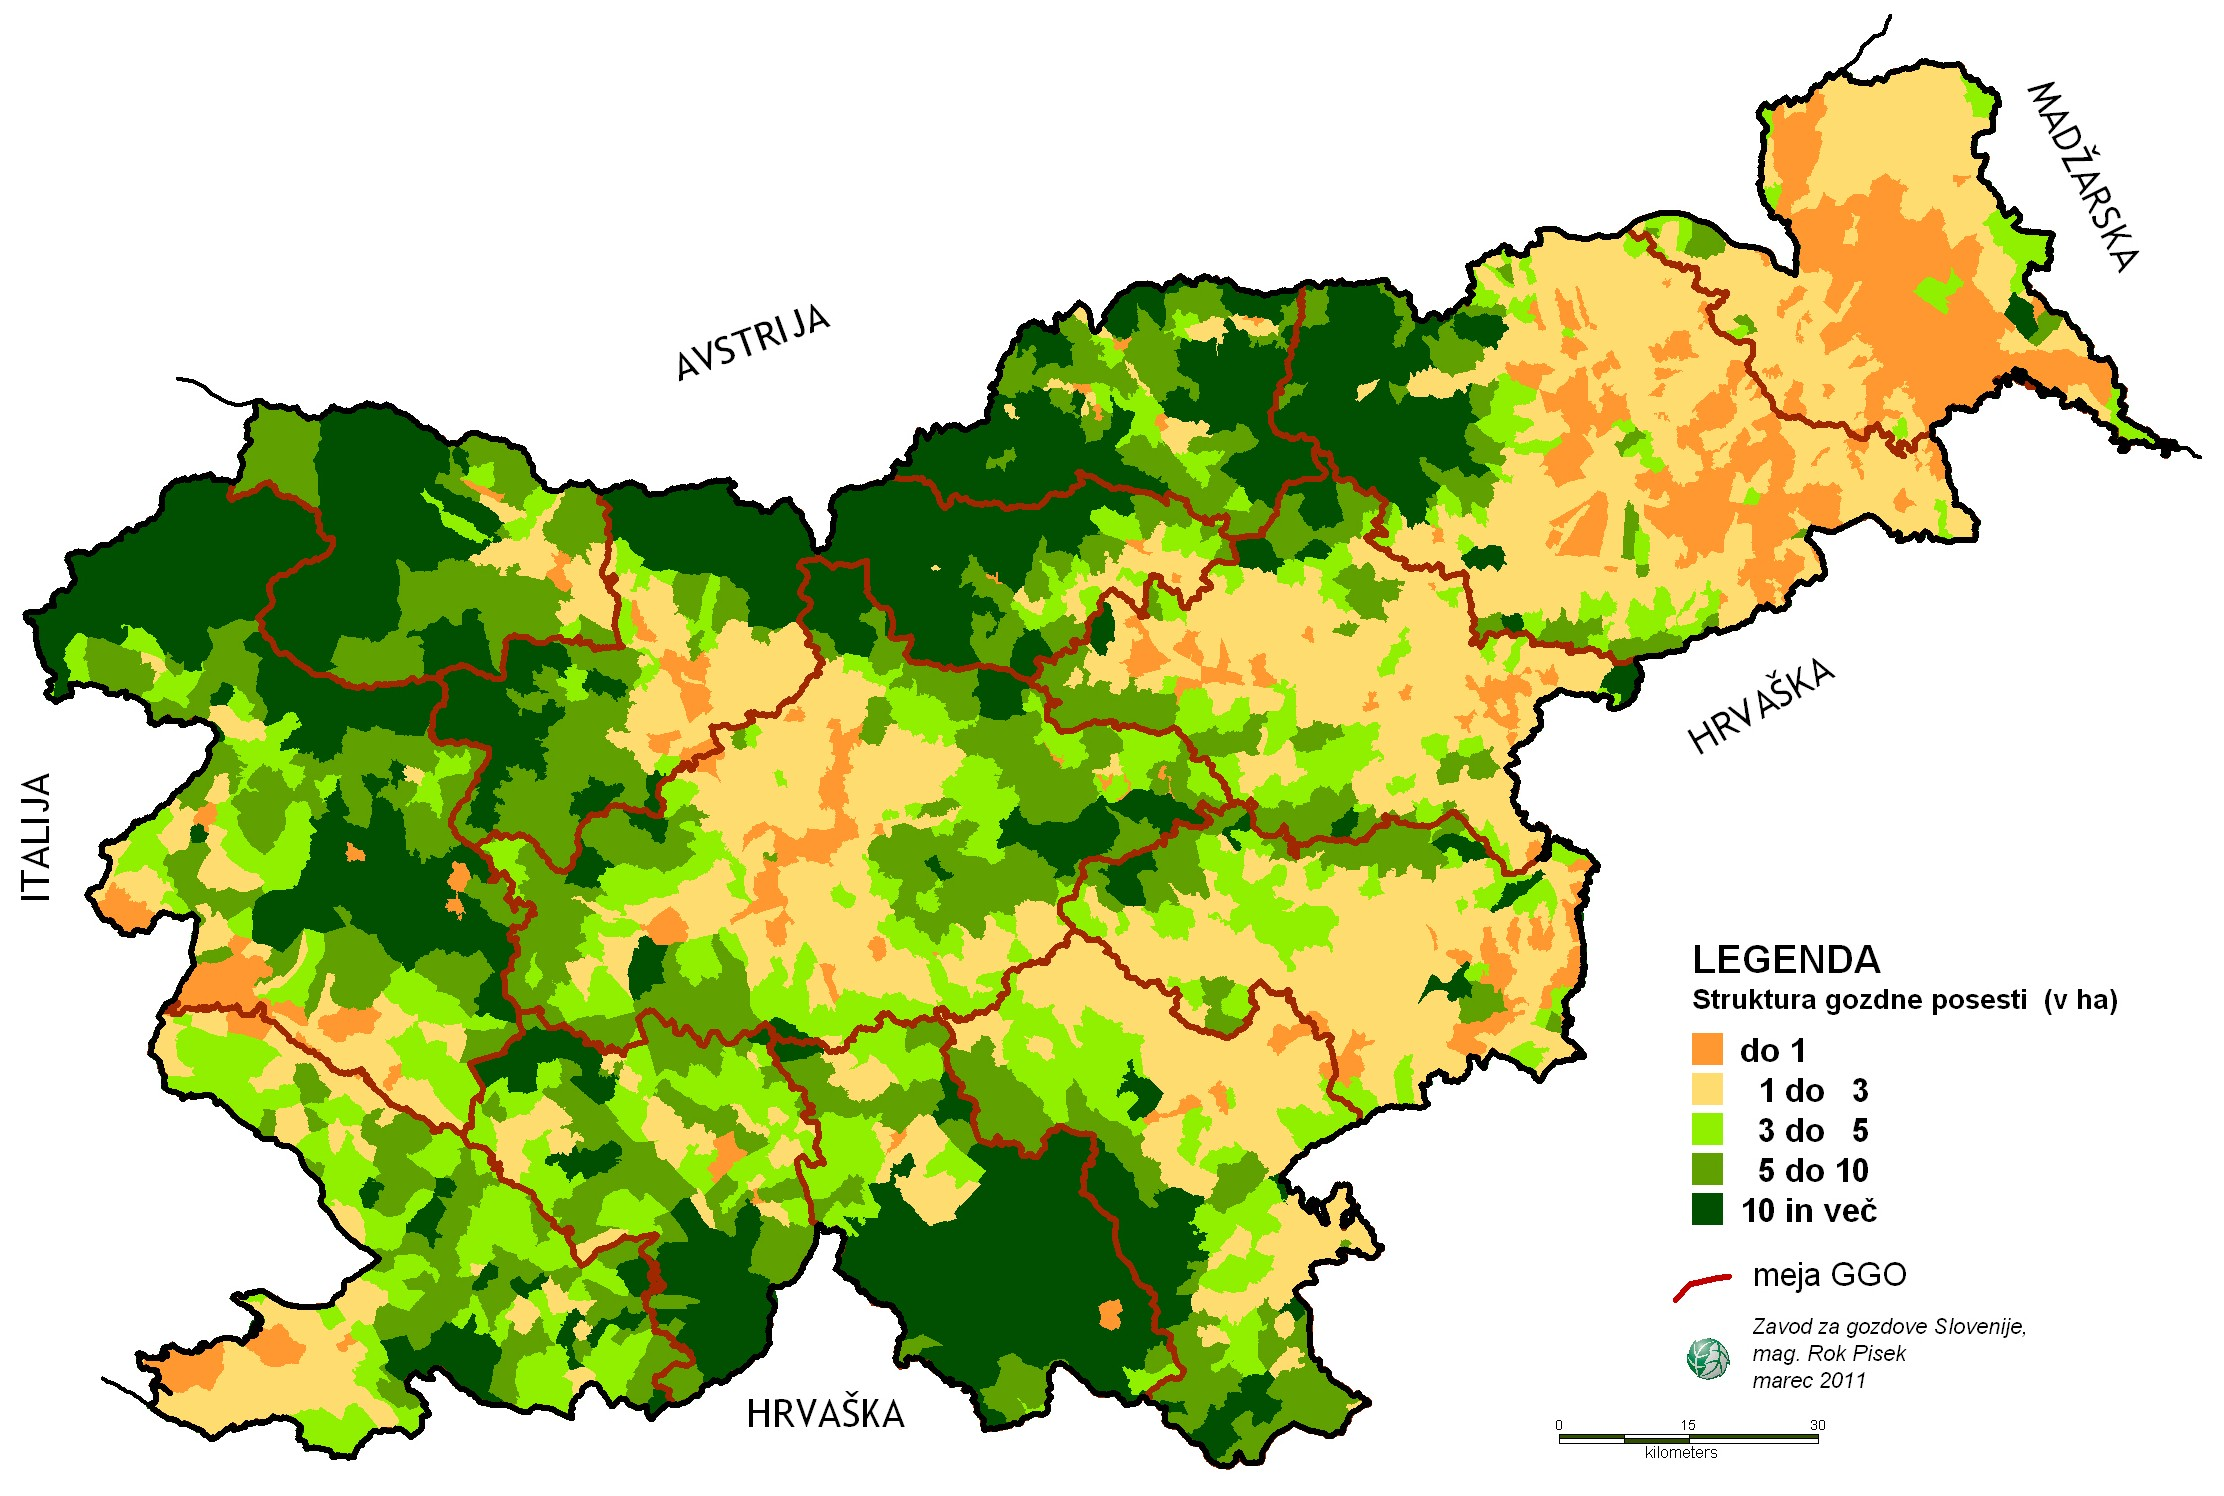 MADŽARSKA
AVSTRIJA
HRVAŠKA
ITALIJA
HRVAŠKA
LEGENDA
Struktura gozdne posesti (v ha)
do 1
1 do 3
3 do 5
5 do 10
10 in več
meja GGO
Zavod za gozdove Slovenije,
mag. Rok Pisek
marec 2011
0 15 30
kilometers